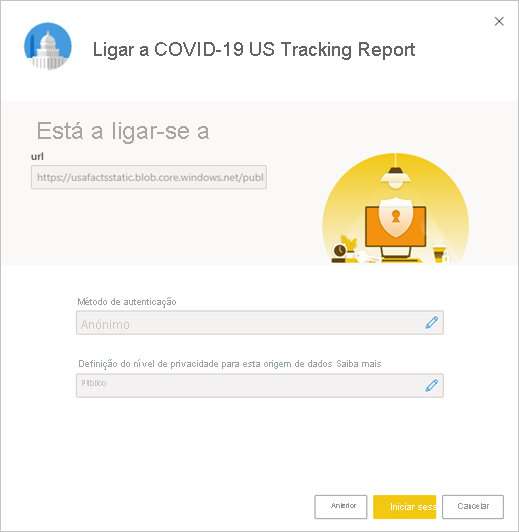 Ligar a COVID-19 US Tracking Report
Está a ligar-se a
url
https://usafactsstatic.blob.core.windows.net/publ
Método de autenticação
Anónimo
Definição do nível de privacidade para esta origem de dados Saiba mais
Público
Anterior
Iniciar sess
Cancelar